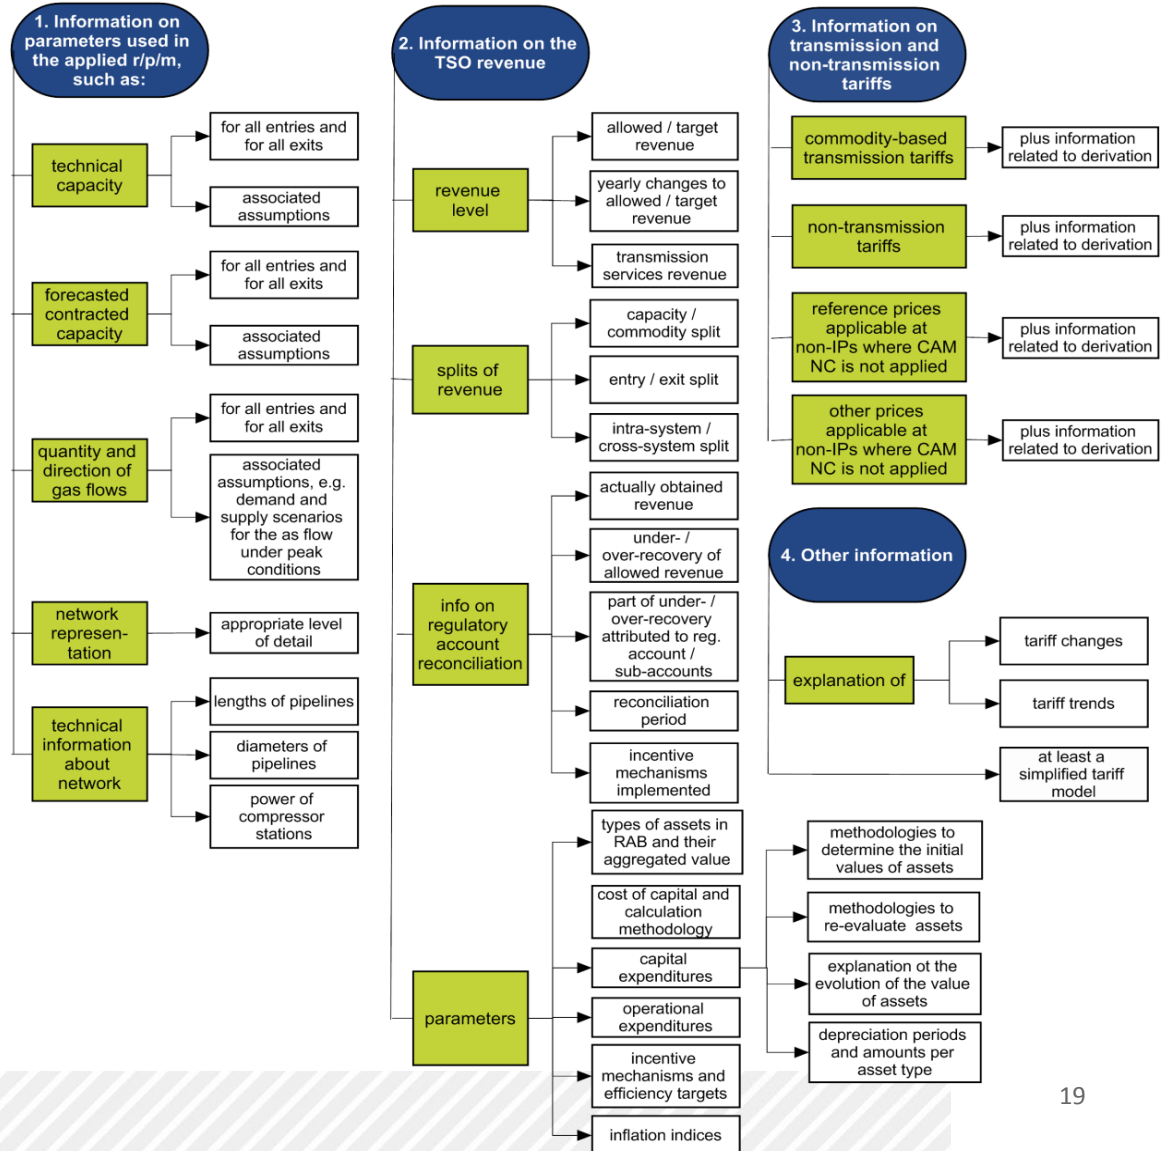 1. Information on
parameters used in
the applied r/p/m,
such as:
technical
capacity
for all entries and
for all exits
associated
assumptions
forecasted
contracted
capacity
for all entries and
for all exits
associated
assumptions
quantity and
direction of
gas flows
for all entries and
for all exits
associated
assumptions, e.g.
demand and
supply scenarios
for the as flow
under peak
conditions
network
represen-
tation
appropriate level
of detail
technical
information
about
network
lengths of pipelines
diameters of
pipelines
power of
compressor
stations
2. Information on the
TSO revenue
revenue
level
allowed / target
revenue
yearly changes to
allowed / target
revenue
transmission
services revenue
splits of
revenue
capacity /
commodity split
entry / exit split
intra-system /
cross-system split
info on
regulatory
account
reconciliation
actually obtained
revenue
under- /
over-recovery of
allowed revenue
part of under- /
over-recovery
attributed to reg.
account /
sub-accounts
reconciliation
period
incentive
mechanisms
implemented
parameters
types of assets in
RAB and their
aggregated value
cost of capital and
calculation
methodology
capital
expenditures
methodologies to
determine the initial
values of assets
methodologies to
re-evaluate assets
explanation ot the
evolution of the value
of assets
depreciation periods
and amounts per
asset type
operational
expenditures
incentive
mechanisms and
efficiency targets
inflation indices
3. Information on
transmission and
non-transmission
tariffs
commodity-based
transmission tariffs
plus information
related to derivation
non-transmission
tariffs
plus information
related to derivation
reference prices
applicable at
non-IPs where CAM
NC is not applied
plus information
related to derivation
other prices
applicable at
non-IPs where CAM
NC is not applied
plus information
related to derivation
4. Other information
explanation of
tariff changes
tariff trends
at least a
simplified tariff
model
19